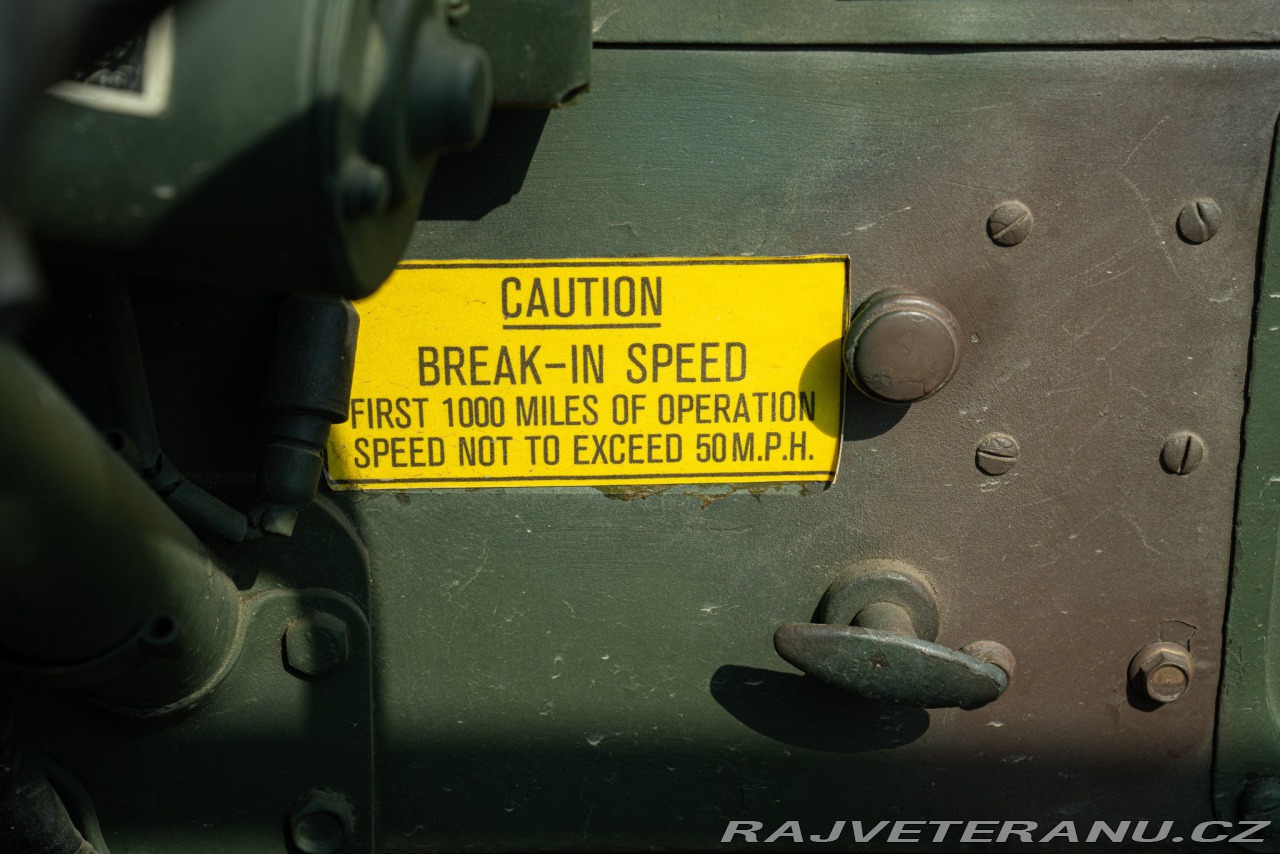 CAUTION
BREAK-IN SPEED
FIRST 1000 MILES OF OPERATION
SPEED NOT TO EXCEED 50 M.P.H.
RAJVETERANU.CZ